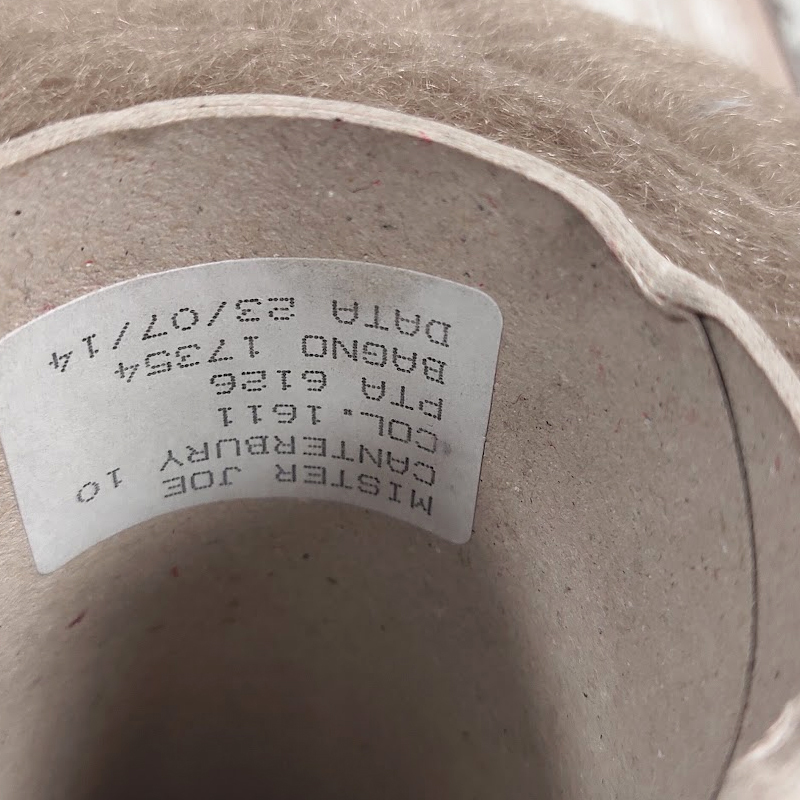 MISTER JOE 10
CANTERBURY
COL. 1611
PTA 6126
BAGNO 17354
DATA 23/07/14